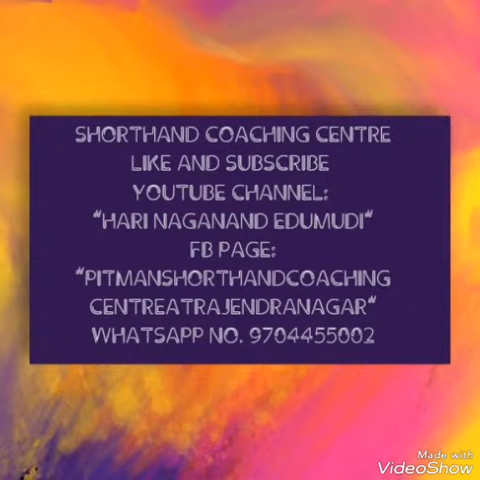 SHORTHAND COACHING CENTRE
LIKE AND SUBSCRIBE
YOUTUBE CHANNEL:
"HARI NAGANAND EDUMUDI"
FB PAGE:
"PITMANSHORTHANDCOACHING
CENTREATRAJENDRANAGAR"
WHATSAPP NO. 9704455002
Made with
VideoShow